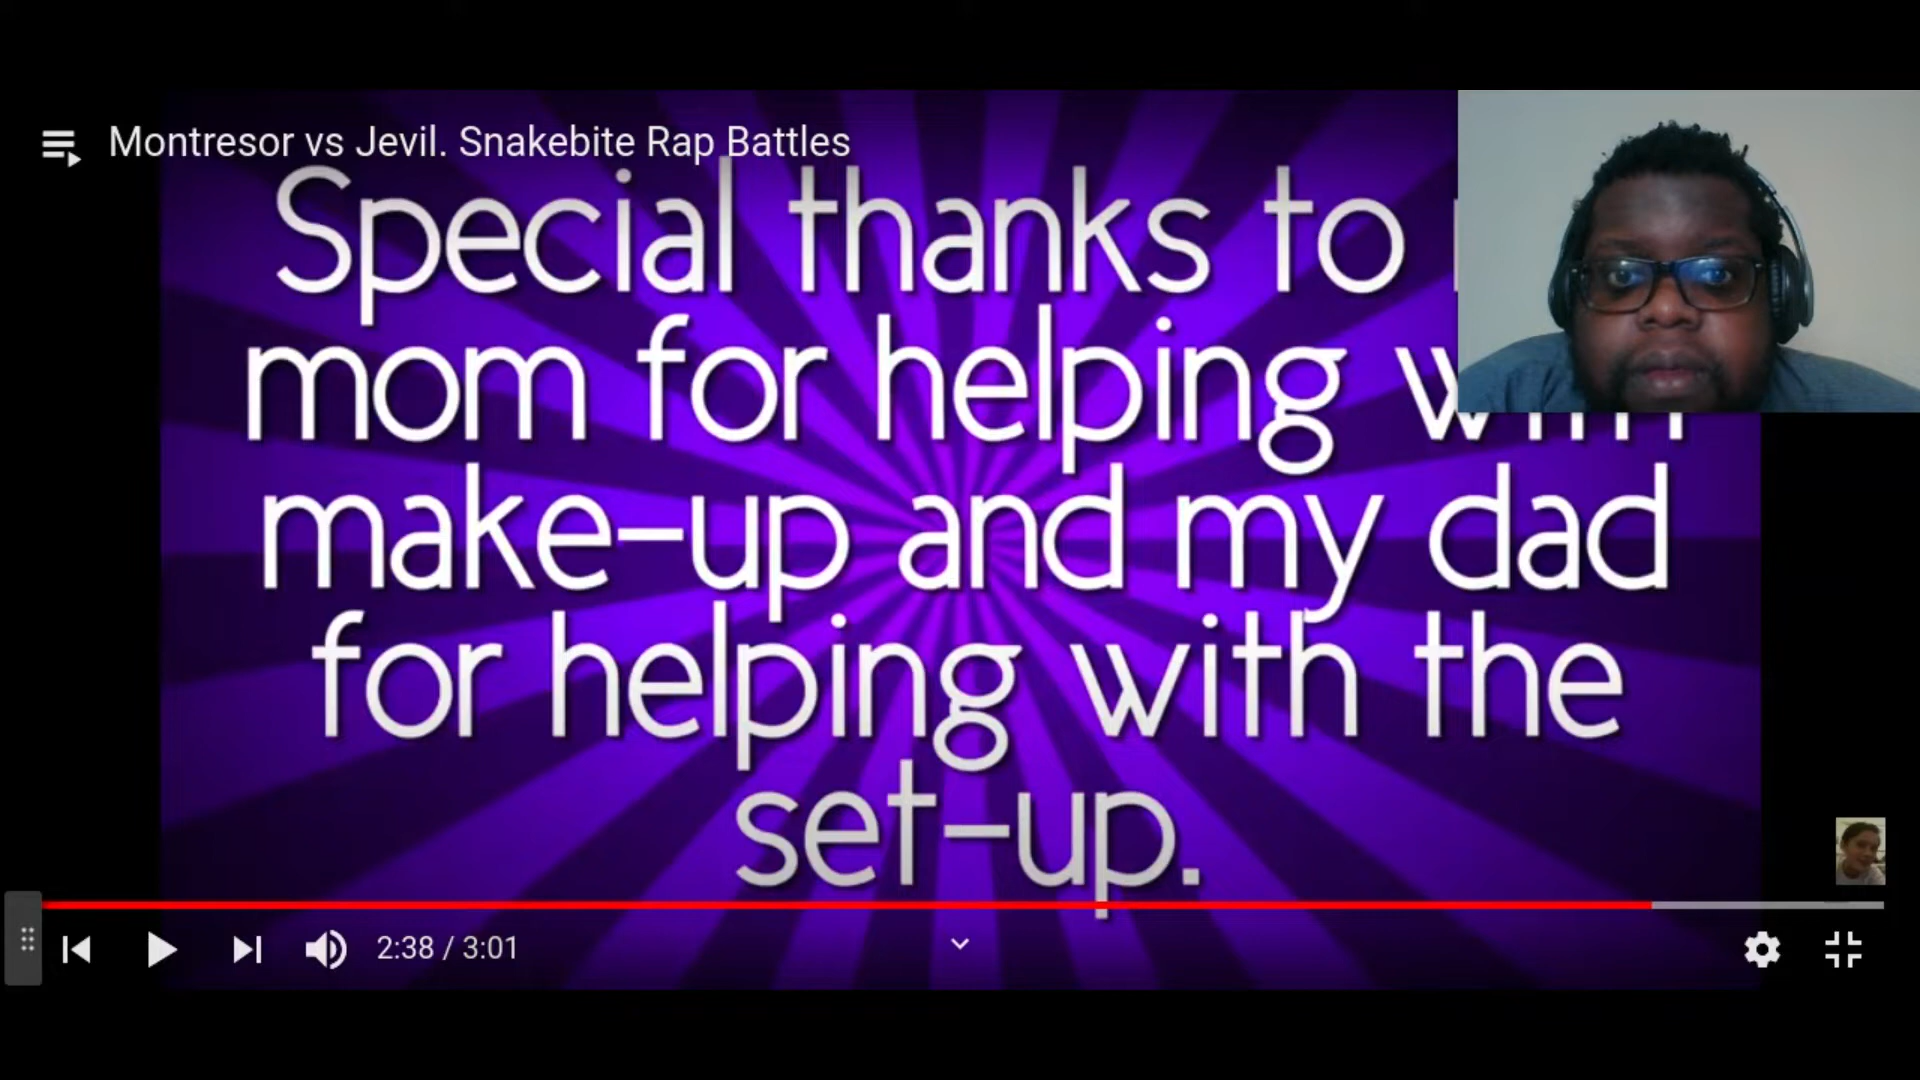 Montresor vs Jevil. Snakebite Rap Battles
Special thanks to
mom for helping with
make-up and my dad
for helping with the
set-up.
2:38 / 3:01